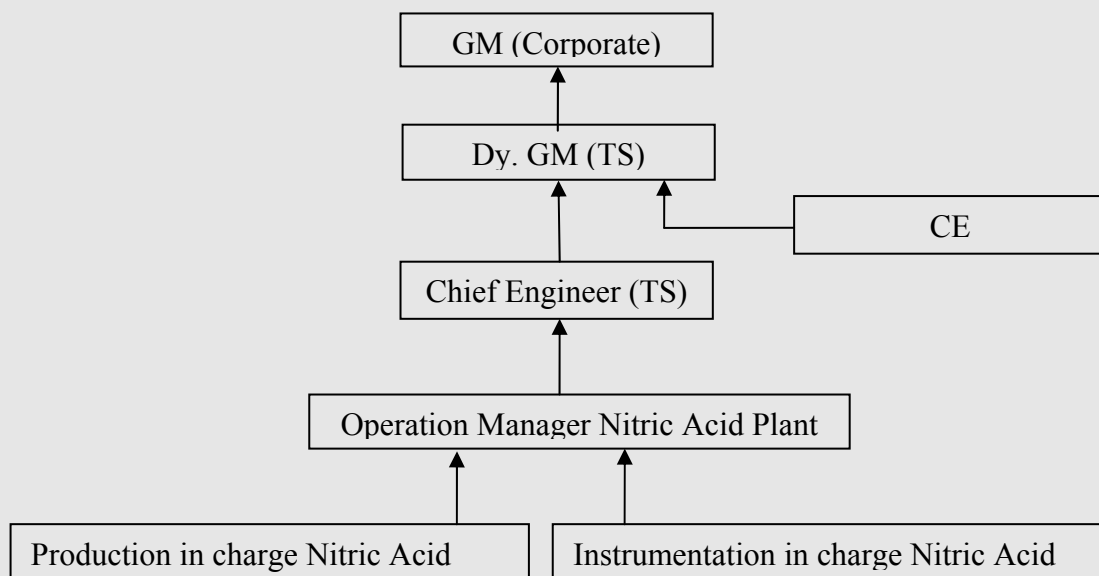 GM (Corporate)
Dy. GM (TS)
CE
Chief Engineer (TS)
Operation Manager Nitric Acid Plant
Production in charge Nitric Acid
Instrumentation in charge Nitric Acid